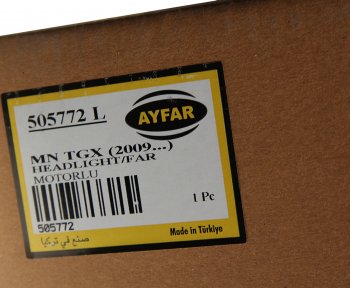 505772 L
AYFAR
MN TGX (2009...)
HEADLIGHT/FAR
MOTORLU
1 Pc
505772
صنع في تركيا
Made in Türkiye